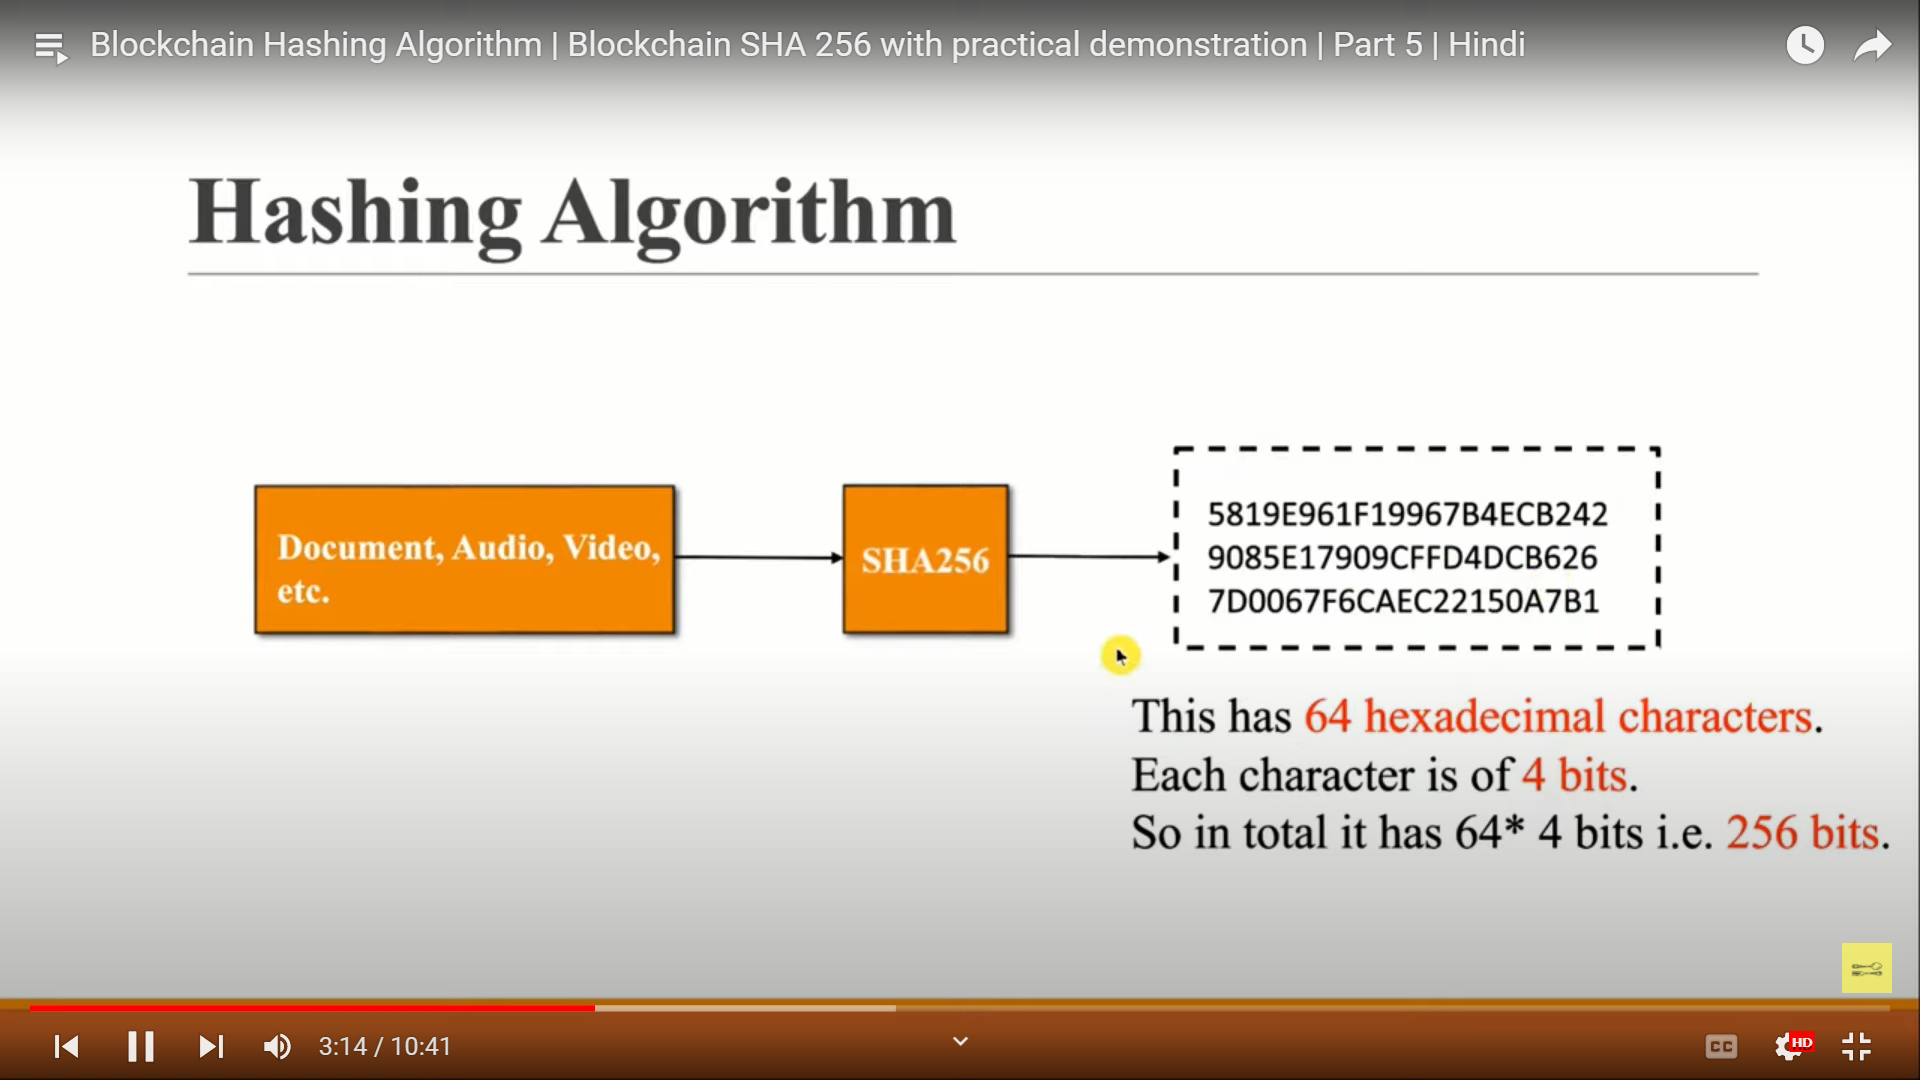 Blockchain Hashing Algorithm | Blockchain SHA 256 with practical demonstration | Part 5 | Hindi
Hashing Algorithm
Document, Audio, Video,
etc.
SHA256
5819E961F19967B4ECB242
9085E17909CFFD4DCB626
7D0067F6CAEC22150A7B1
This has 64 hexadecimal characters.
Each character is of 4 bits.
So in total it has 64* 4 bits i.e. 256 bits.
3:14 / 10:41
CC
HD